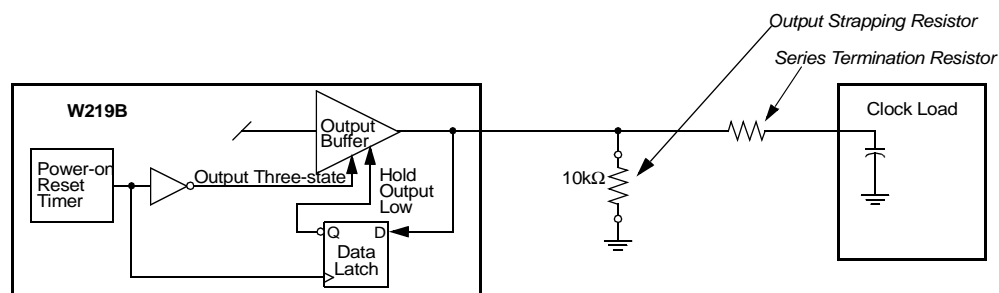 Output Strapping Resistor
Series Termination Resistor
W219B
Clock Load
Output
Buffer
Power-on
Reset
Timer
Output Three-state
Hold
Output
Low
10kΩ
Q
D
Data
Latch